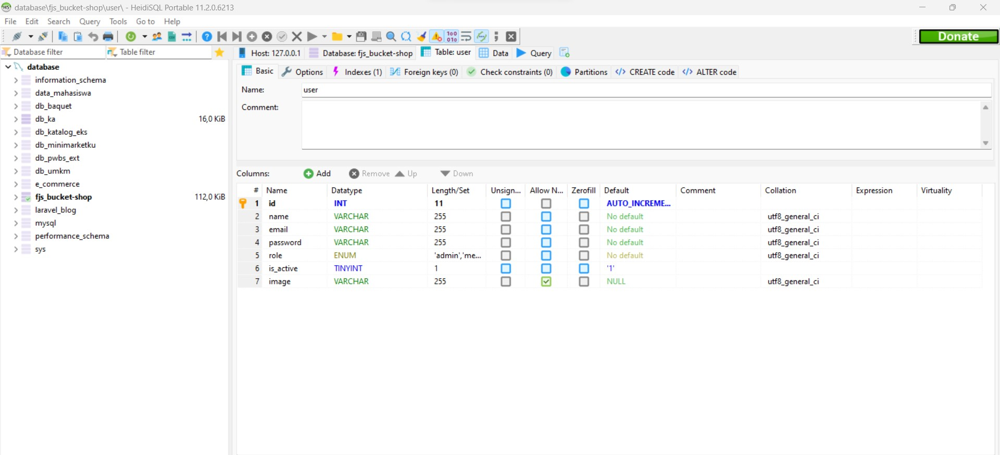 database\fjs_bucket-shop\user\ - HeidiSQL Portable 11.2.0.6213
File Edit Search Query Tools Go to Help
Donate
Database filter Table filter
Host: 127.0.0.1 Database: fjs_bucket-shop Table: user Data Query
database
information_schema
data_mahasiswa
db_baquet
db_ka 16,0 KiB
db_katalog_eks
db_minimarketku
db_pwbs_ext
db_umkm
e_commerce
fjs_bucket-shop 112,0 KiB
laravel_blog
mysql
performance_schema
sys
Basic Options Indexes (1) Foreign keys (0) Check constraints (0) Partitions CREATE code ALTER code
Name: user
Comment:
Columns: Add Remove Up Down
# Name Datatype Length/Set Unsign... Allow N... Zerofill Default Comment Collation Expression Virtuality
1 id INT 11 AUTO_INCREME...
2 name VARCHAR 255 No default utf8_general_ci
3 email VARCHAR 255 No default utf8_general_ci
4 password VARCHAR 255 No default utf8_general_ci
5 role ENUM 'admin','me... No default utf8_general_ci
6 is_active TINYINT 1 '1'
7 image VARCHAR 255 NULL utf8_general_ci